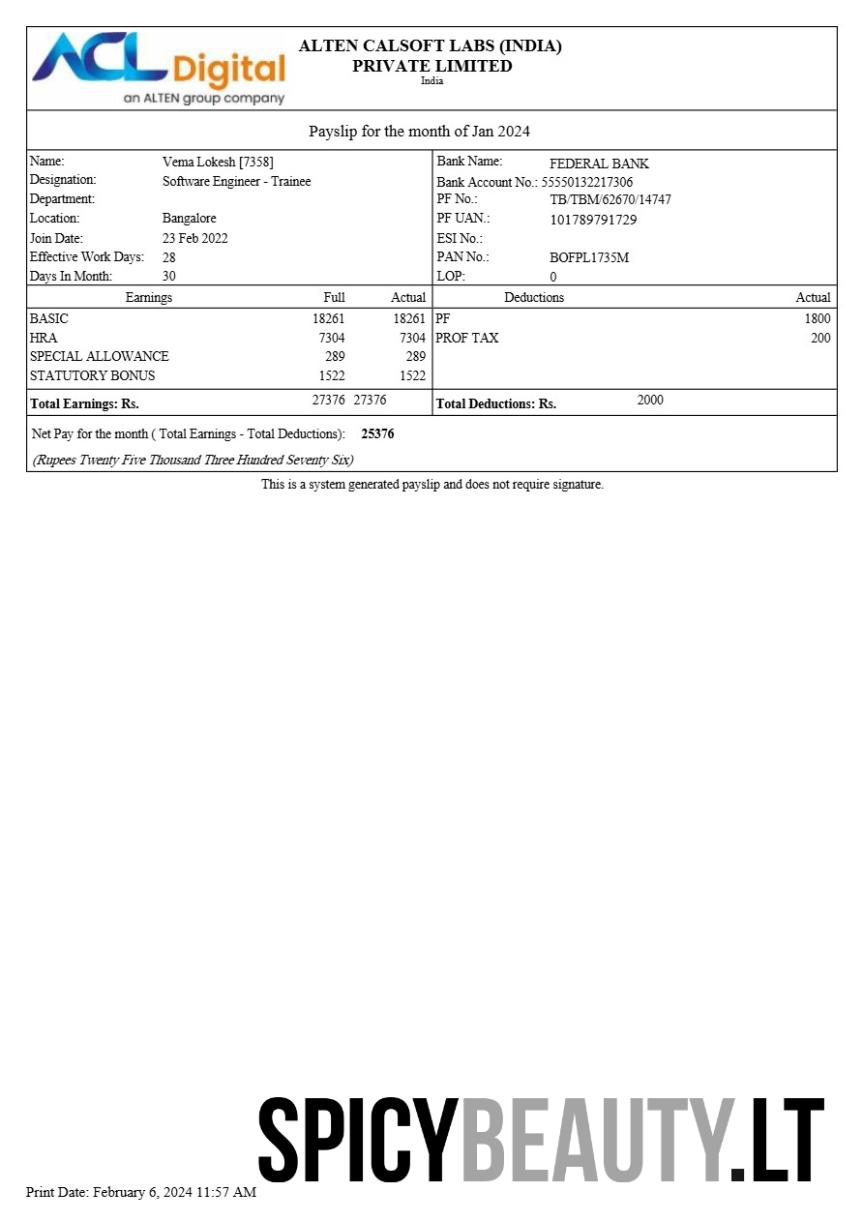 ACL Digital
an ALTEN group company
ALTEN CALSOFT LABS (INDIA)
PRIVATE LIMITED
India
Payslip for the month of Jan 2024
Name: Vema Lokesh [7358] Bank Name: FEDERAL BANK
Designation: Software Engineer - Trainee Bank Account No.: 55550132217306
Department: PF No.: TB/TBM/62670/14747
Location: Bangalore PF UAN.: 101789791729
Join Date: 23 Feb 2022 ESI No.:
Effective Work Days: 28 PAN No.: BOFPL1735M
Days In Month: 30 LOP: 0
Earnings Full Actual Deductions Actual
BASIC 18261 18261 PF 1800
HRA 7304 7304 PROF TAX 200
SPECIAL ALLOWANCE 289 289
STATUTORY BONUS 1522 1522
Total Earnings: Rs. 27376 27376 Total Deductions: Rs. 2000
Net Pay for the month ( Total Earnings - Total Deductions): 25376
(Rupees Twenty Five Thousand Three Hundred Seventy Six)
This is a system generated payslip and does not require signature.
SPICYBEAUTY.LT
Print Date: February 6, 2024 11:57 AM